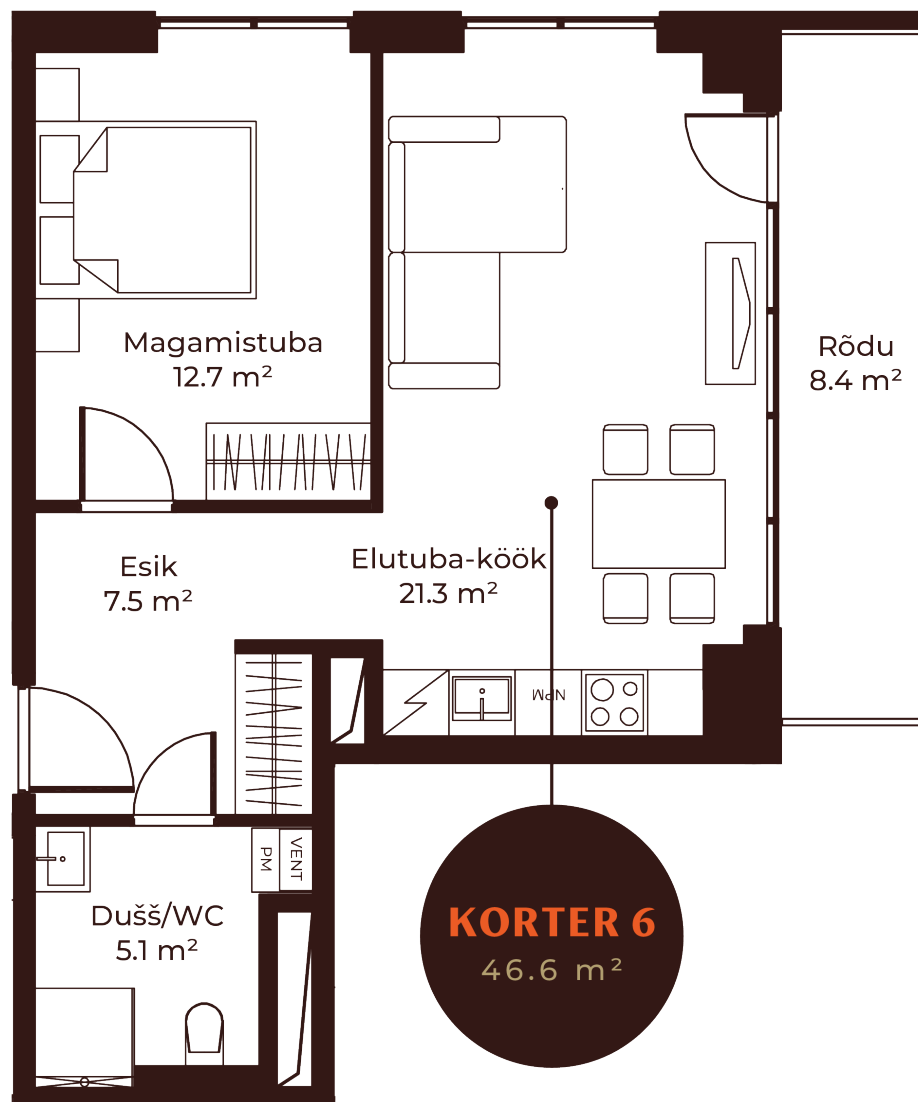 Magamistuba
12.7 m²
Rõdu
8.4 m²
Esik
7.5 m²
Elutuba-köök
21.3 m²
NPM
VENT
PM
Dušš/WC
5.1 m²
KORTER 6
46.6 m²